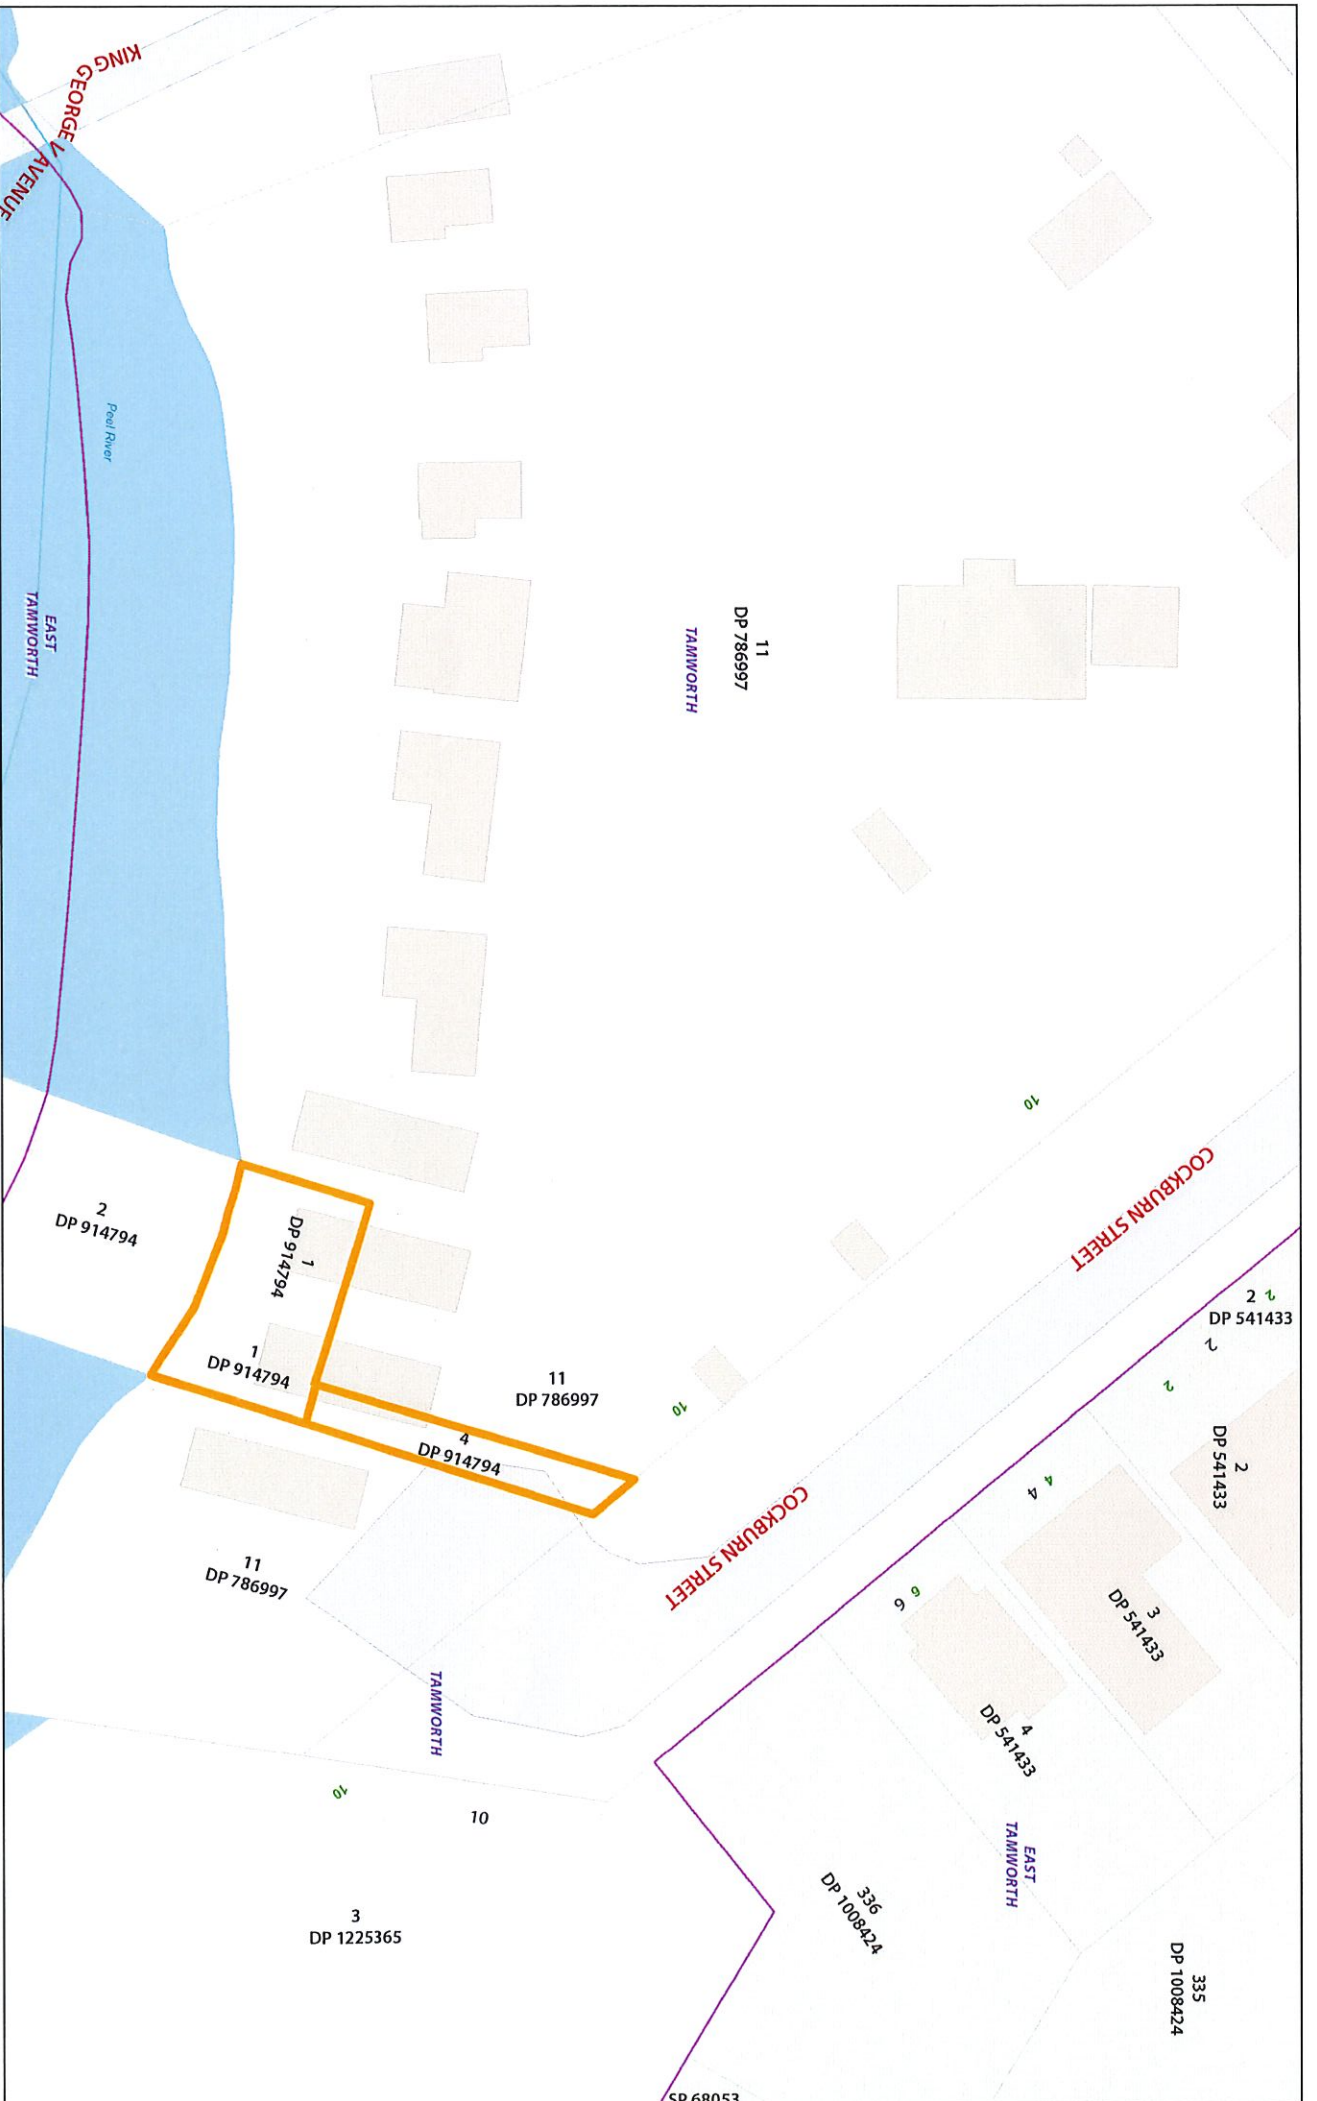 KING GEORGE V AVENUE
Peel River
EAST
TAMWORTH
11
DP 786997
TAMWORTH
10
COCKBURN STREET
2
DP 914794
1
DP 914794
1
DP 914794
11
DP 786997
10
4
DP 914794
2
2
DP 541433
2
2
2
DP 541433
4
4
COCKBURN STREET
11
DP 786997
6
6
3
DP 541433
4
DP 541433
TAMWORTH
10
10
EAST
TAMWORTH
336
DP 1008424
3
DP 1225365
335
DP 1008424
SP 68053